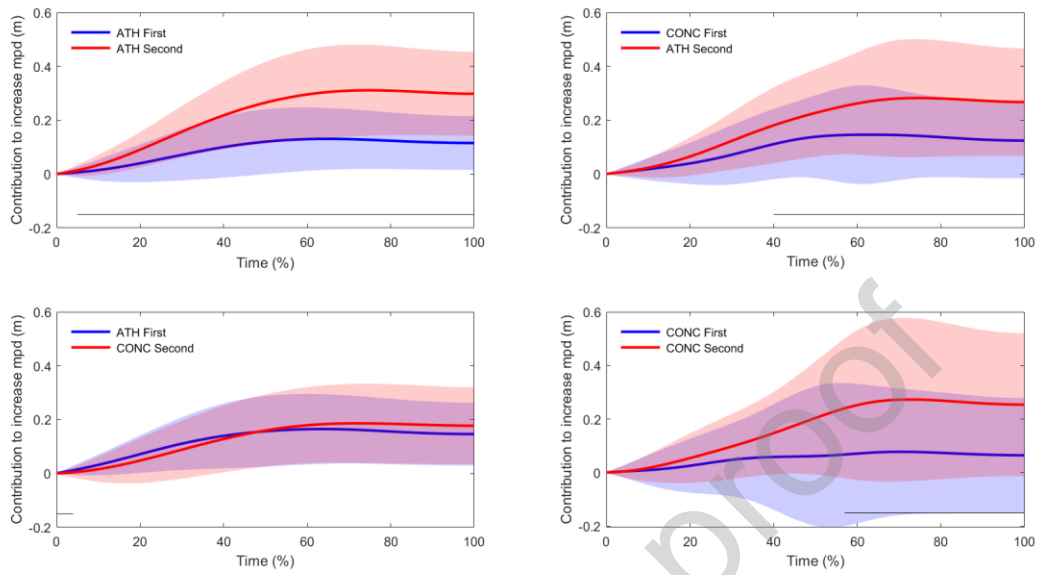 0.6
0.4
0.2
0
-0.2
Contribution to increase mpd (m)
ATH First
ATH Second
0 20 40 60 80 100
Time (%)
0.6
0.4
0.2
0
-0.2
Contribution to increase mpd (m)
CONC First
ATH Second
0 20 40 60 80 100
Time (%)
0.6
0.4
0.2
0
-0.2
Contribution to increase mpd (m)
ATH First
CONC Second
0 20 40 60 80 100
Time (%)
0.6
0.4
0.2
0
-0.2
Contribution to increase mpd (m)
CONC First
CONC Second
0 20 40 60 80 100
Time (%)
proof